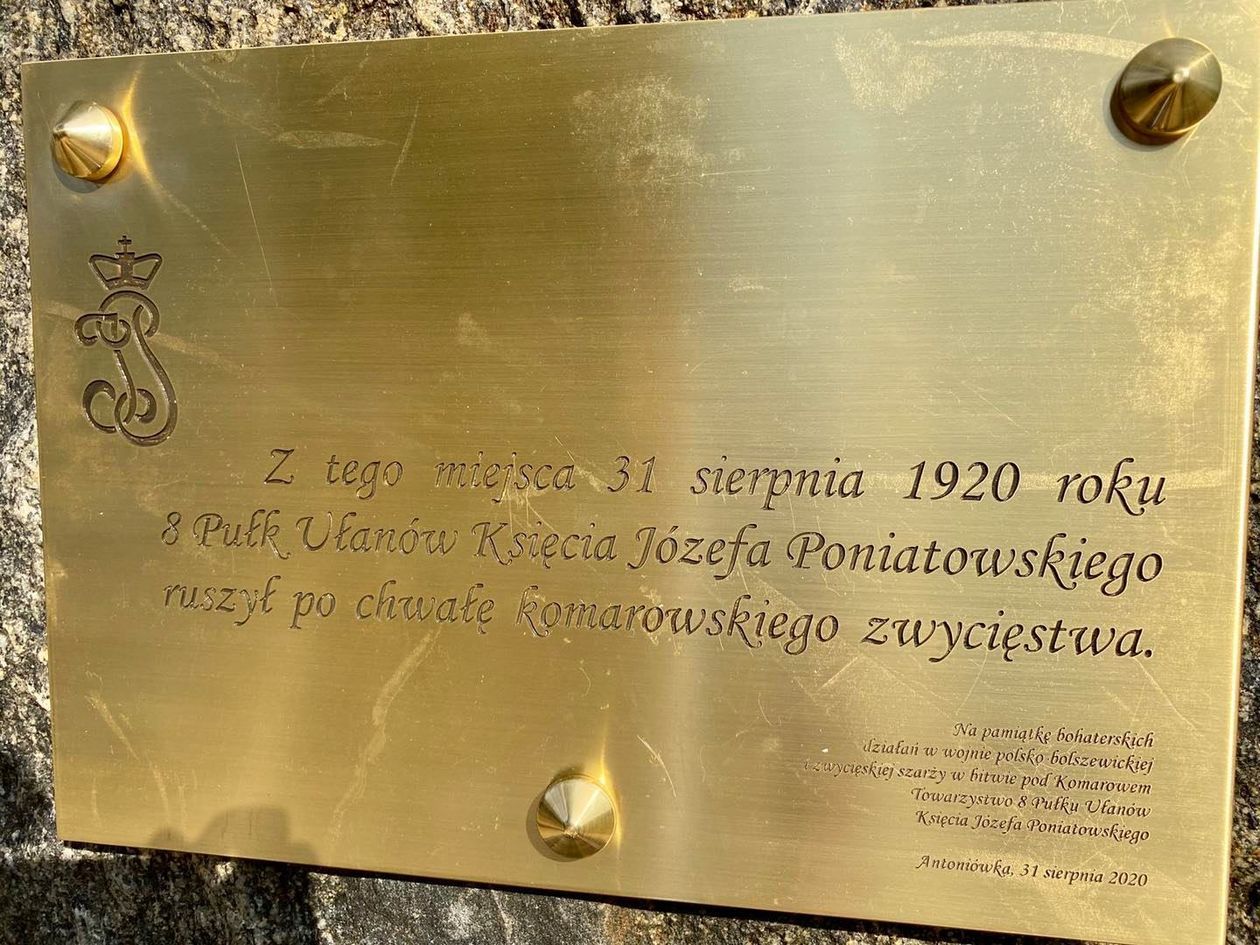 Z tego miejsca 31 sierpnia 1920 roku
8 Pułk Ułanów Księcia Józefa Poniatowskiego
ruszył po chwałę komarowskiego zwycięstwa.
Na pamiątkę bohaterskich
działań w wojnie polsko-bolszewickiej
i zwycięskiej szarży w bitwie pod Komarowem
Towarzystwo 8 Pułku Ułanów
Księcia Józefa Poniatowskiego
Antoniówka, 31 sierpnia 2020